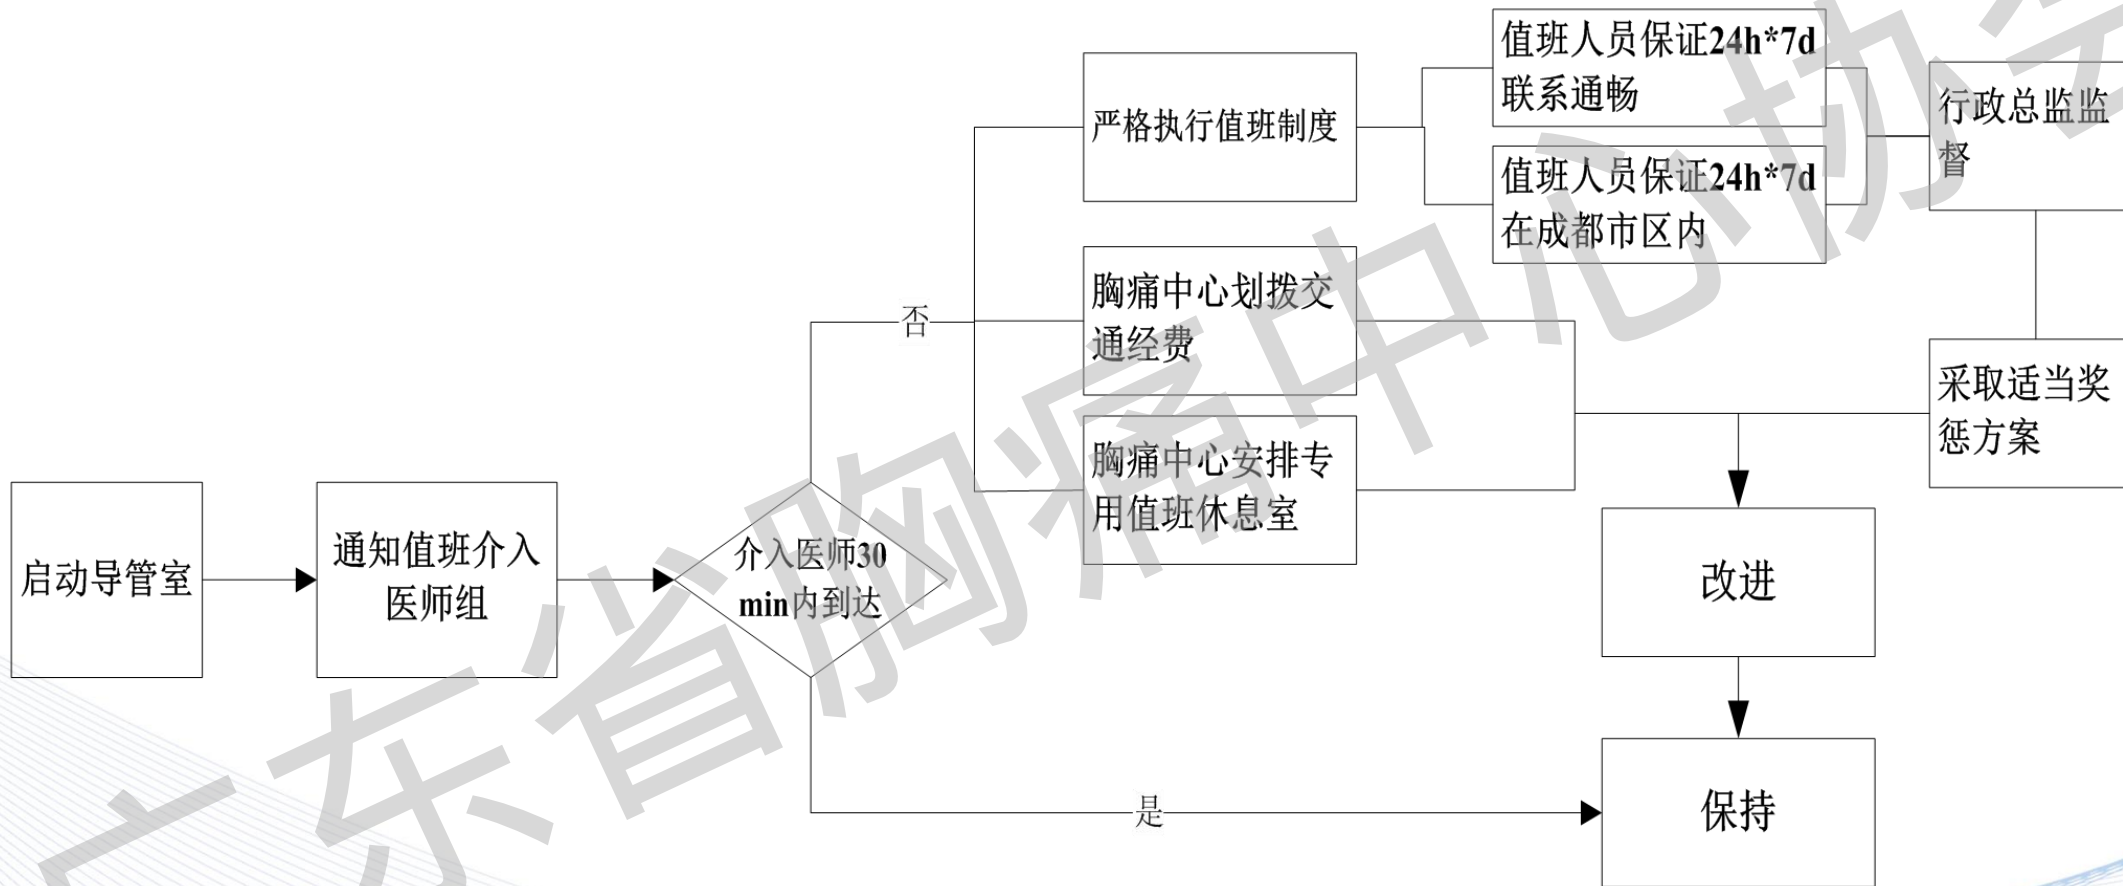 启动导管室
通知值班介入
医师组
介入医师30
min内到达
否
是
严格执行值班制度
值班人员保证24h*7d
联系通畅
值班人员保证24h*7d
在成都市区内
行政总监监
督
胸痛中心划拨交
通经费
胸痛中心安排专
用值班休息室
采取适当奖
惩方案
改进
保持
广东省胸痛中心协会